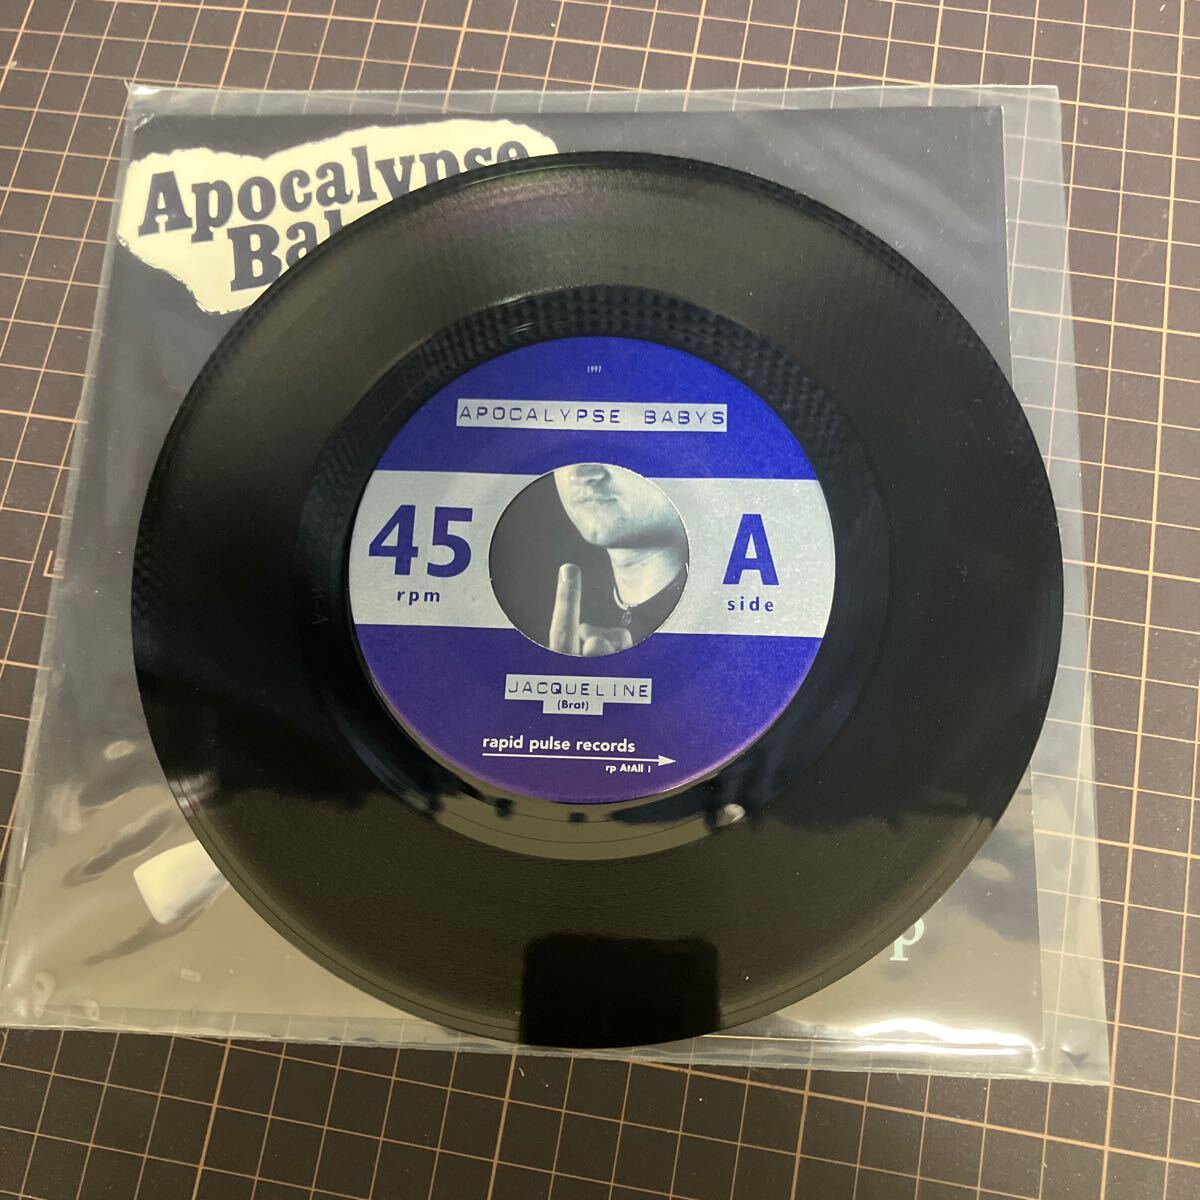 Apocalypse
Ba
1997
APOCALYPSE BABYS
45
rpm
A
side
JACQUELINE
(Brat)
rapid pulse records
rp AtAll 1
p